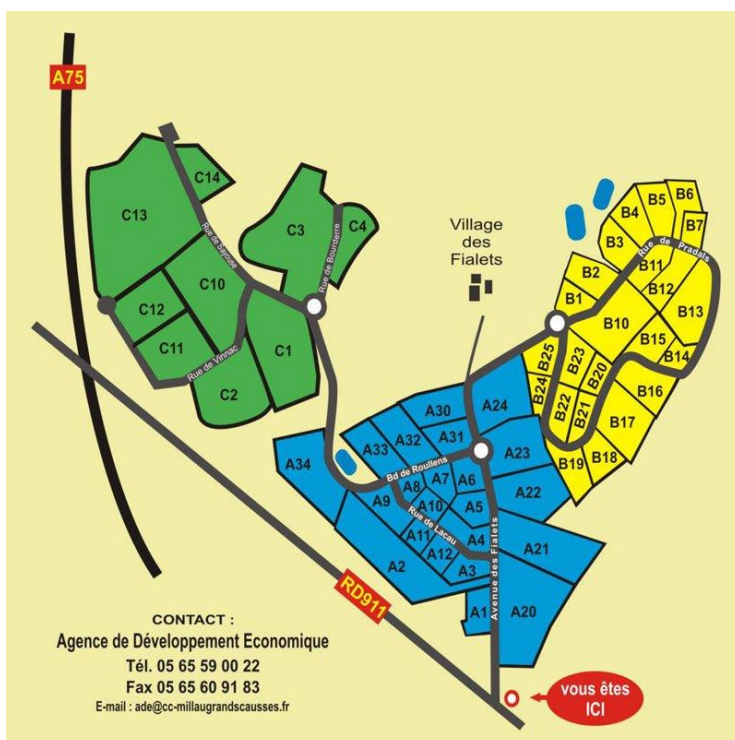 A75
C14
C13
C3
C4
Rue de Sayouse
Rue de Bourderre
C10
C12
C11
C1
Rue de Vinnac
C2
Village
des
Fialets
B6
B5
B4
B7
B3
Rue de Pradals
B11
B2
B12
B1
B13
B10
B15
B14
B25
B23
B20
B24
B22
B21
B16
B17
B18
B19
A30
A24
A33
A32
A31
A23
A34
Bd de Roullens
A22
A9
A8
A7
A6
A10
A5
Rue de Lacau
A11
A4
A12
A3
A2
A21
Avenue des Fialets
A1
A20
RD911
CONTACT :
Agence de Développement Economique
Tél. 05 65 59 00 22
Fax 05 65 60 91 83
E-mail : ade@cc-millaugrandscausses.fr
vous êtes
ICI